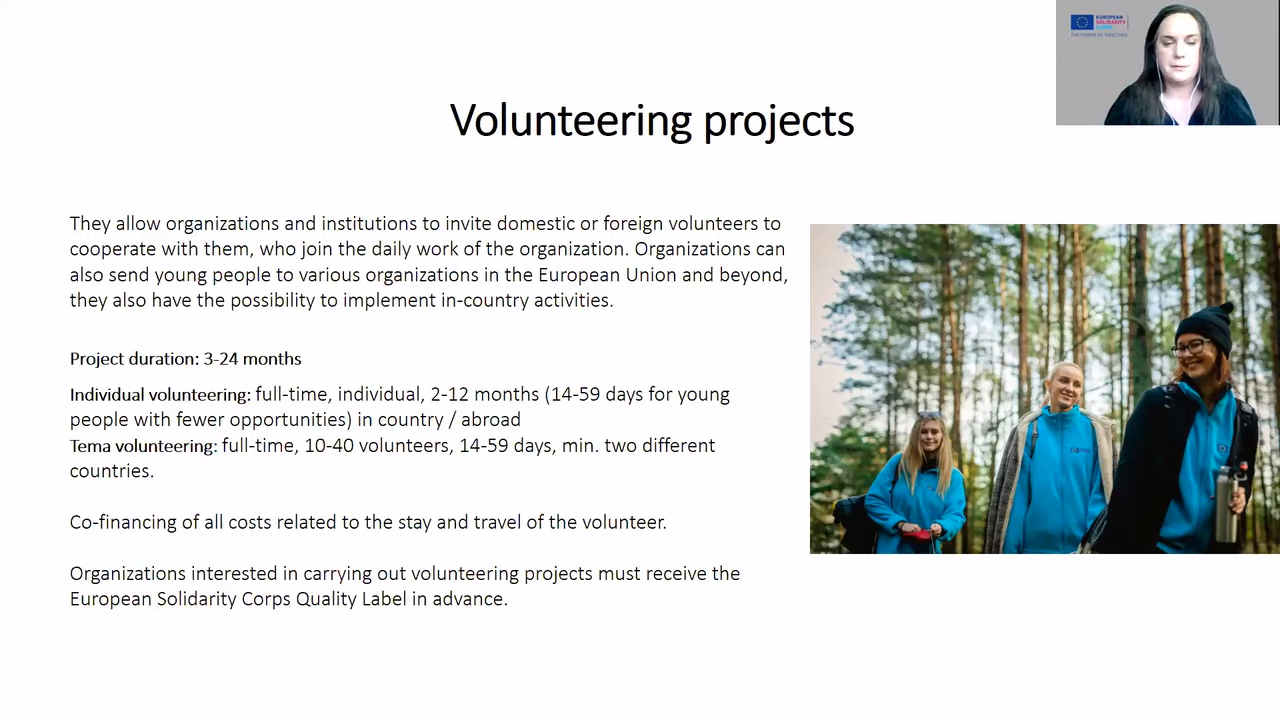 EUROPEAN
SOLIDARITY
THE POWER OF TOGETHER
Volunteering projects
They allow organizations and institutions to invite domestic or foreign volunteers to
cooperate with them, who join the daily work of the organization. Organizations can
also send young people to various organizations in the European Union and beyond,
they also have the possibility to implement in-country activities.
Project duration: 3-24 months
Individual volunteering: full-time, individual, 2-12 months (14-59 days for young
people with fewer opportunities) in country / abroad
Tema volunteering: full-time, 10-40 volunteers, 14-59 days, min. two different
countries.
Co-financing of all costs related to the stay and travel of the volunteer.
Organizations interested in carrying out volunteering projects must receive the
European Solidarity Corps Quality Label in advance.